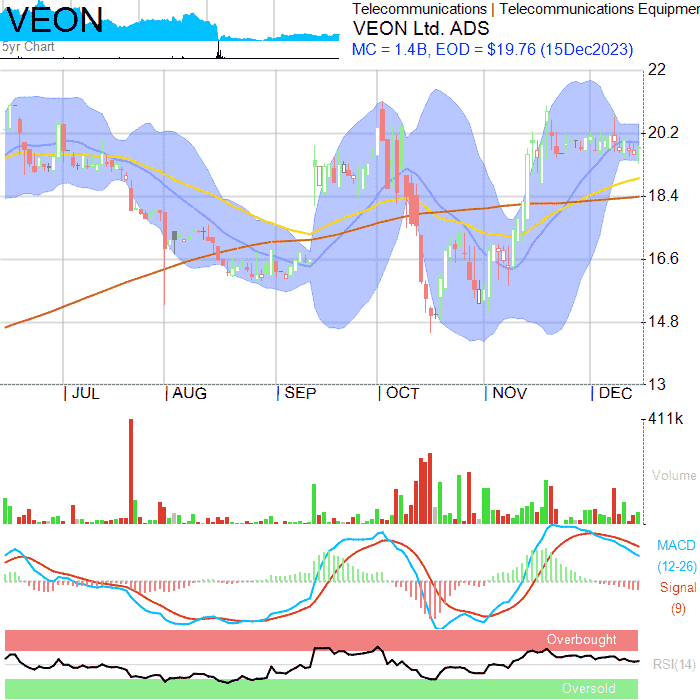 VEON
5yr Chart
Telecommunications | Telecommunications Equipmen
VEON Ltd. ADS
MC = 1.4B, EOD = $19.76 (15Dec2023)
22
20.2
18.4
16.6
14.8
13
JUL AUG SEP OCT NOV DEC
411k
Volume
MACD
(12-26)
Signal
(9)
Overbought
RSI(14)
Oversold